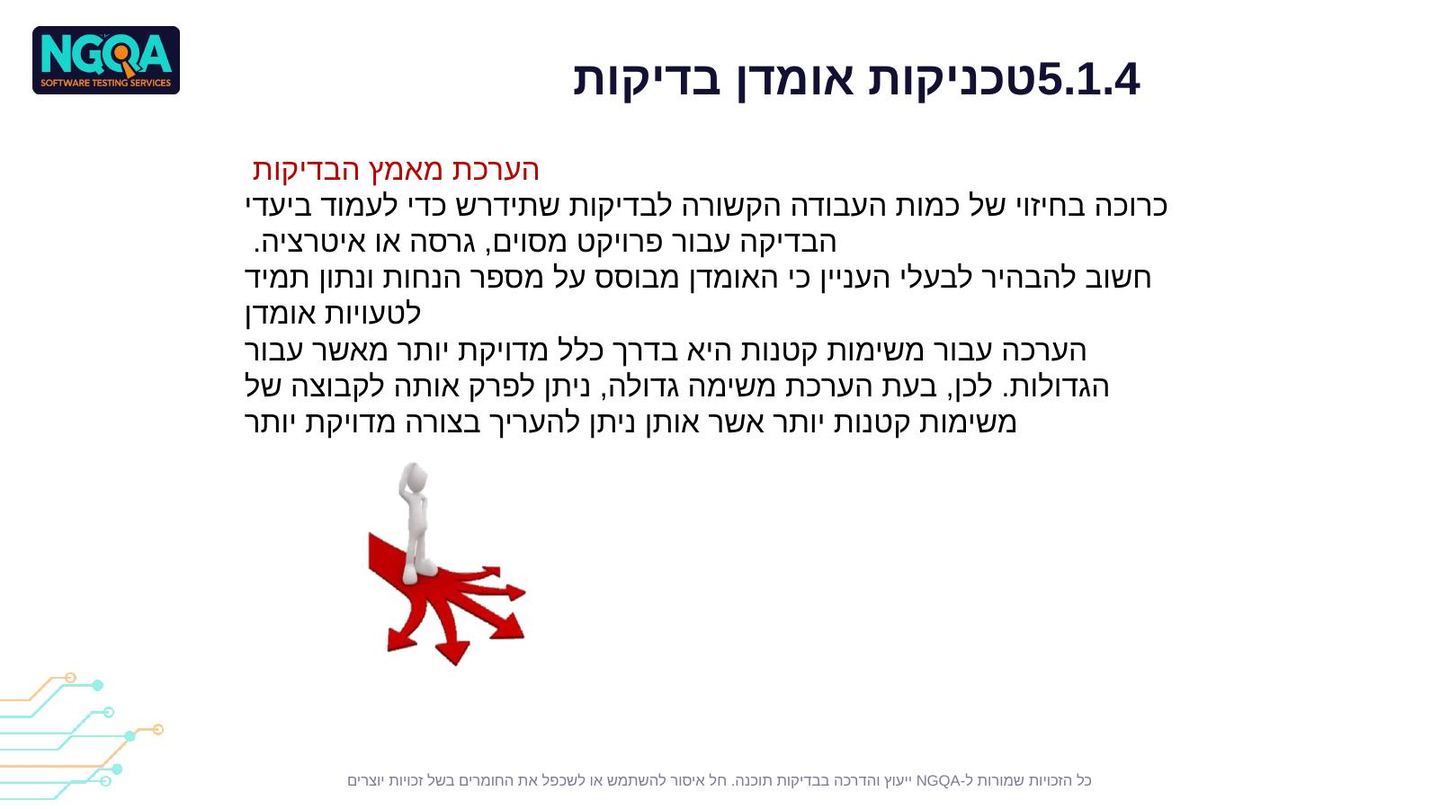 NGQA
SOFTWARE TESTING SERVICES
5.1.4טכניקות אומדן בדיקות
הערכת מאמץ הבדיקות
כרוכה בחיזוי של כמות העבודה הקשורה לבדיקות שתידרש כדי לעמוד ביעדי
הבדיקה עבור פרויקט מסוים, גרסה או איטרציה.
חשוב להבהיר לבעלי העניין כי האומדן מבוסס על מספר הנחות ונתון תמיד
לטעויות אומדן
הערכה עבור משימות קטנות היא בדרך כלל מדויקת יותר מאשר עבור
הגדולות. לכן, בעת הערכת משימה גדולה, ניתן לפרק אותה לקבוצה של
משימות קטנות יותר אשר אותן ניתן להעריך בצורה מדויקת יותר
כל הזכויות שמורות ל-NGQA ייעוץ והדרכה בבדיקות תוכנה. חל איסור להשתמש או לשכפל את החומרים בשל זכויות יוצרים